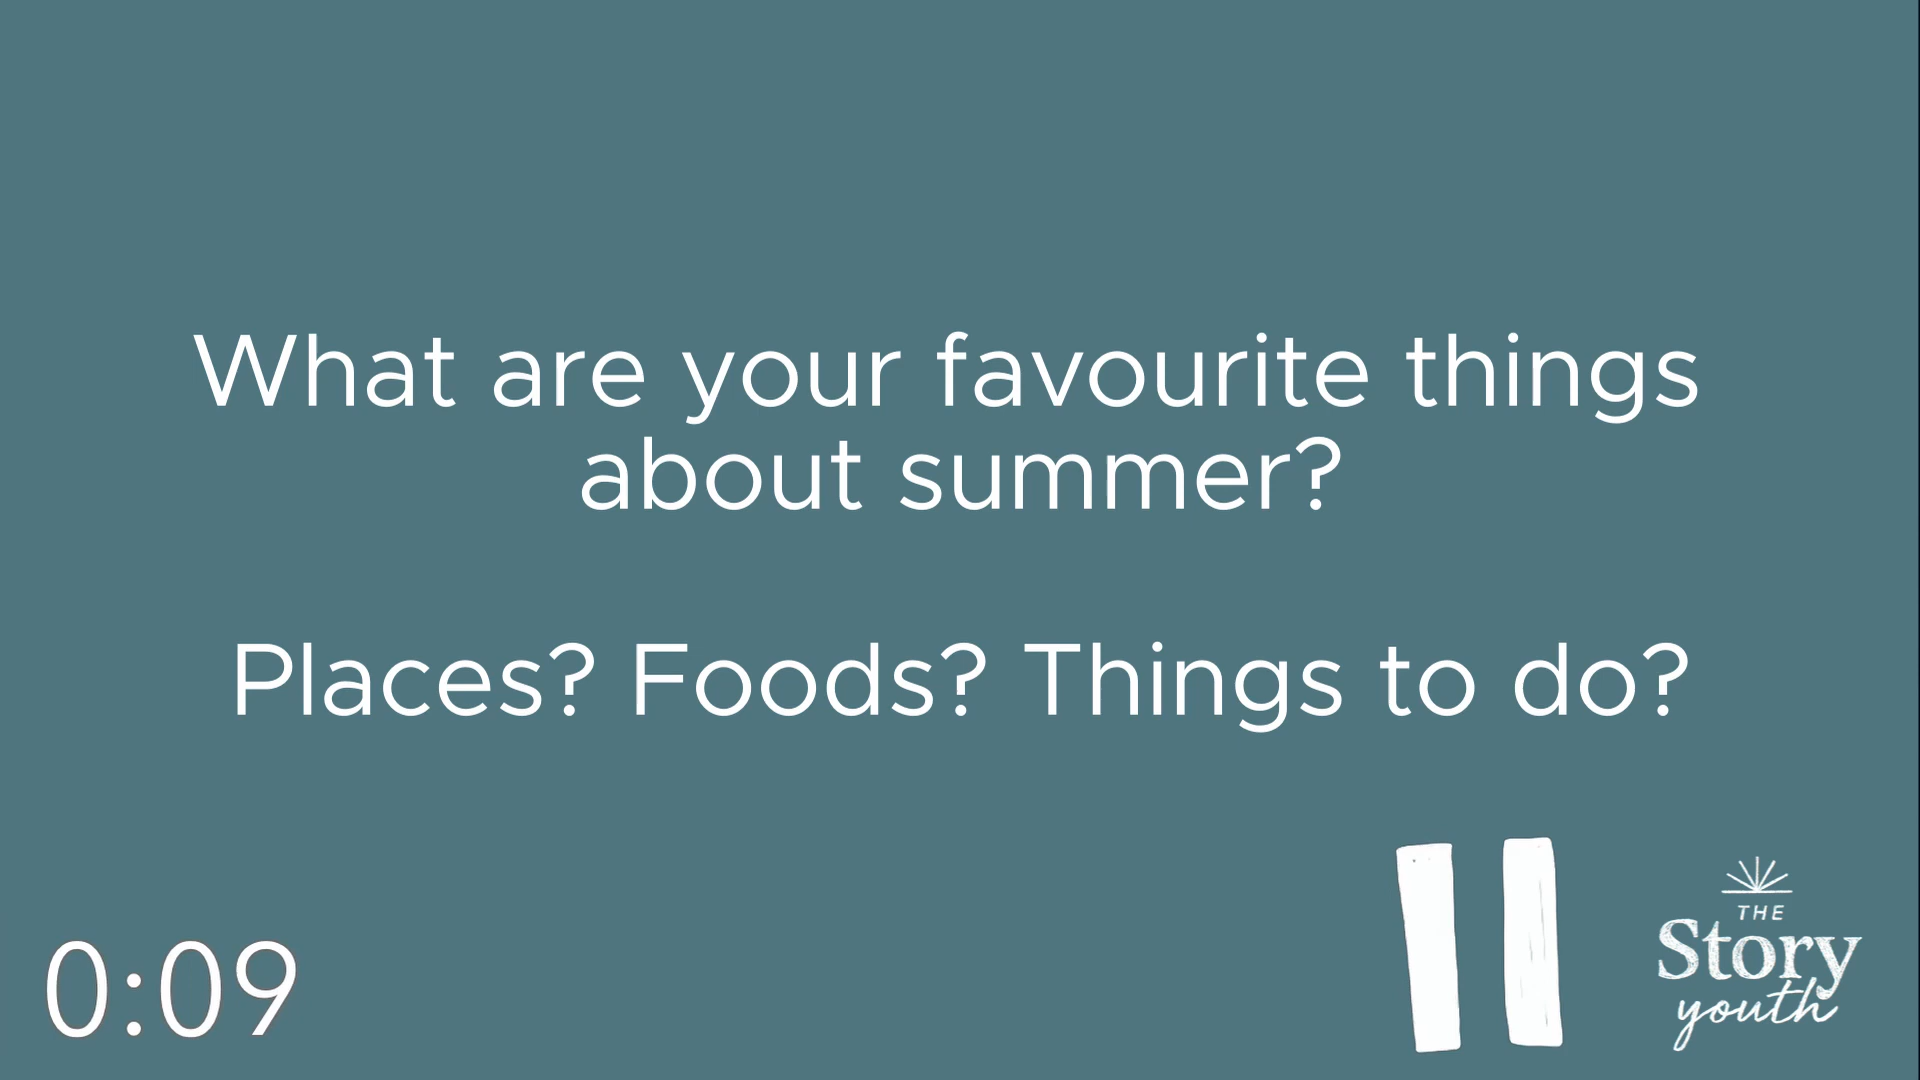 What are your favourite things
about summer?
Places? Foods? Things to do?
0:09
THE
Story
youth